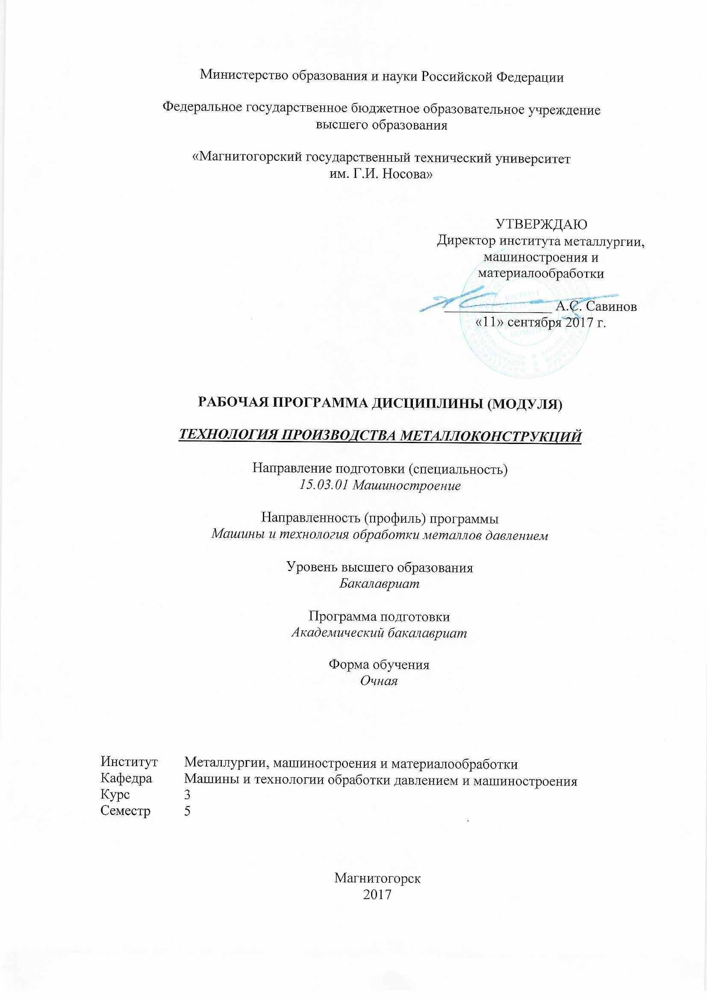 Министерство образования и науки Российской Федерации
Федеральное государственное бюджетное образовательное учреждение
высшего образования
«Магнитогорский государственный технический университет
им. Г.И. Носова»
УТВЕРЖДАЮ
Директор института металлургии,
машиностроения и
материалообработки
А.С. Савинов
«11» сентября 2017 г.
РАБОЧАЯ ПРОГРАММА ДИСЦИПЛИНЫ (МОДУЛЯ)
ТЕХНОЛОГИЯ ПРОИЗВОДСТВА МЕТАЛЛОКОНСТРУКЦИЙ
Направление подготовки (специальность)
15.03.01 Машиностроение
Направленность (профиль) программы
Машины и технология обработки металлов давлением
Уровень высшего образования
Бакалавриат
Программа подготовки
Академический бакалавриат
Форма обучения
Очная
Институт Металлургии, машиностроения и материалообработки
Кафедра Машины и технологии обработки давлением и машиностроения
Курс 3
Семестр 5
Магнитогорск
2017